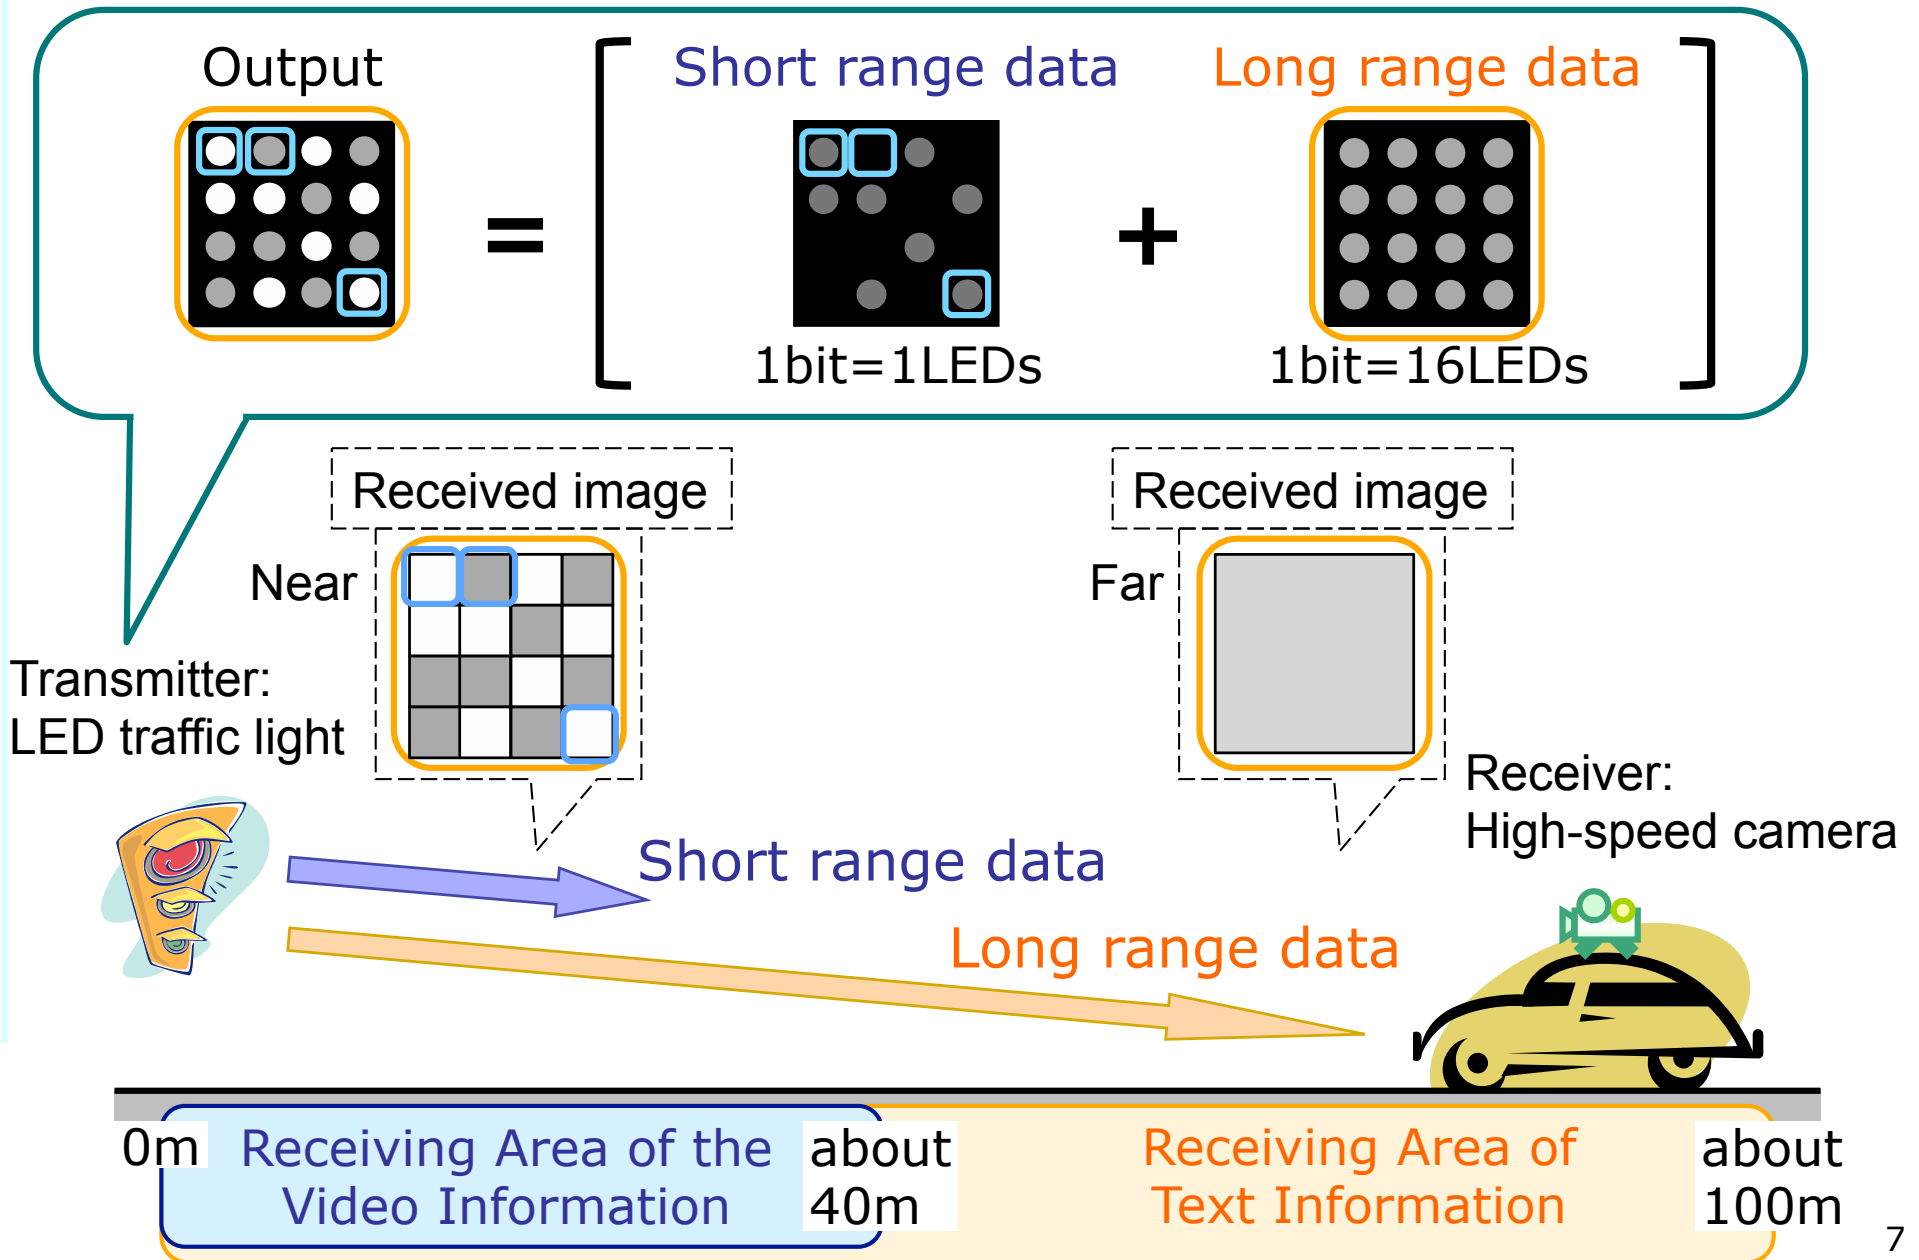 Output
Short range data
Long range data
=
+
1bit=1LEDs
1bit=16LEDs
Received image
Received image
Near
Far
Transmitter:
LED traffic light
Receiver:
High-speed camera
Short range data
Long range data
0m
Receiving Area of the
Video Information
about
40m
Receiving Area of
Text Information
about
100m
7